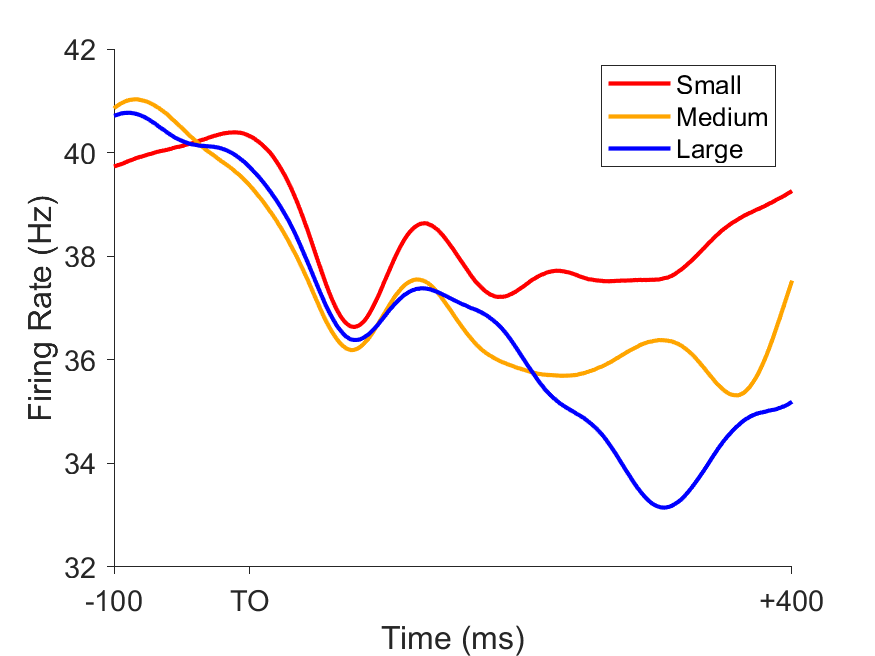 42
40
38
36
34
32
Firing Rate (Hz)
Small
Medium
Large
-100
TO
+400
Time (ms)